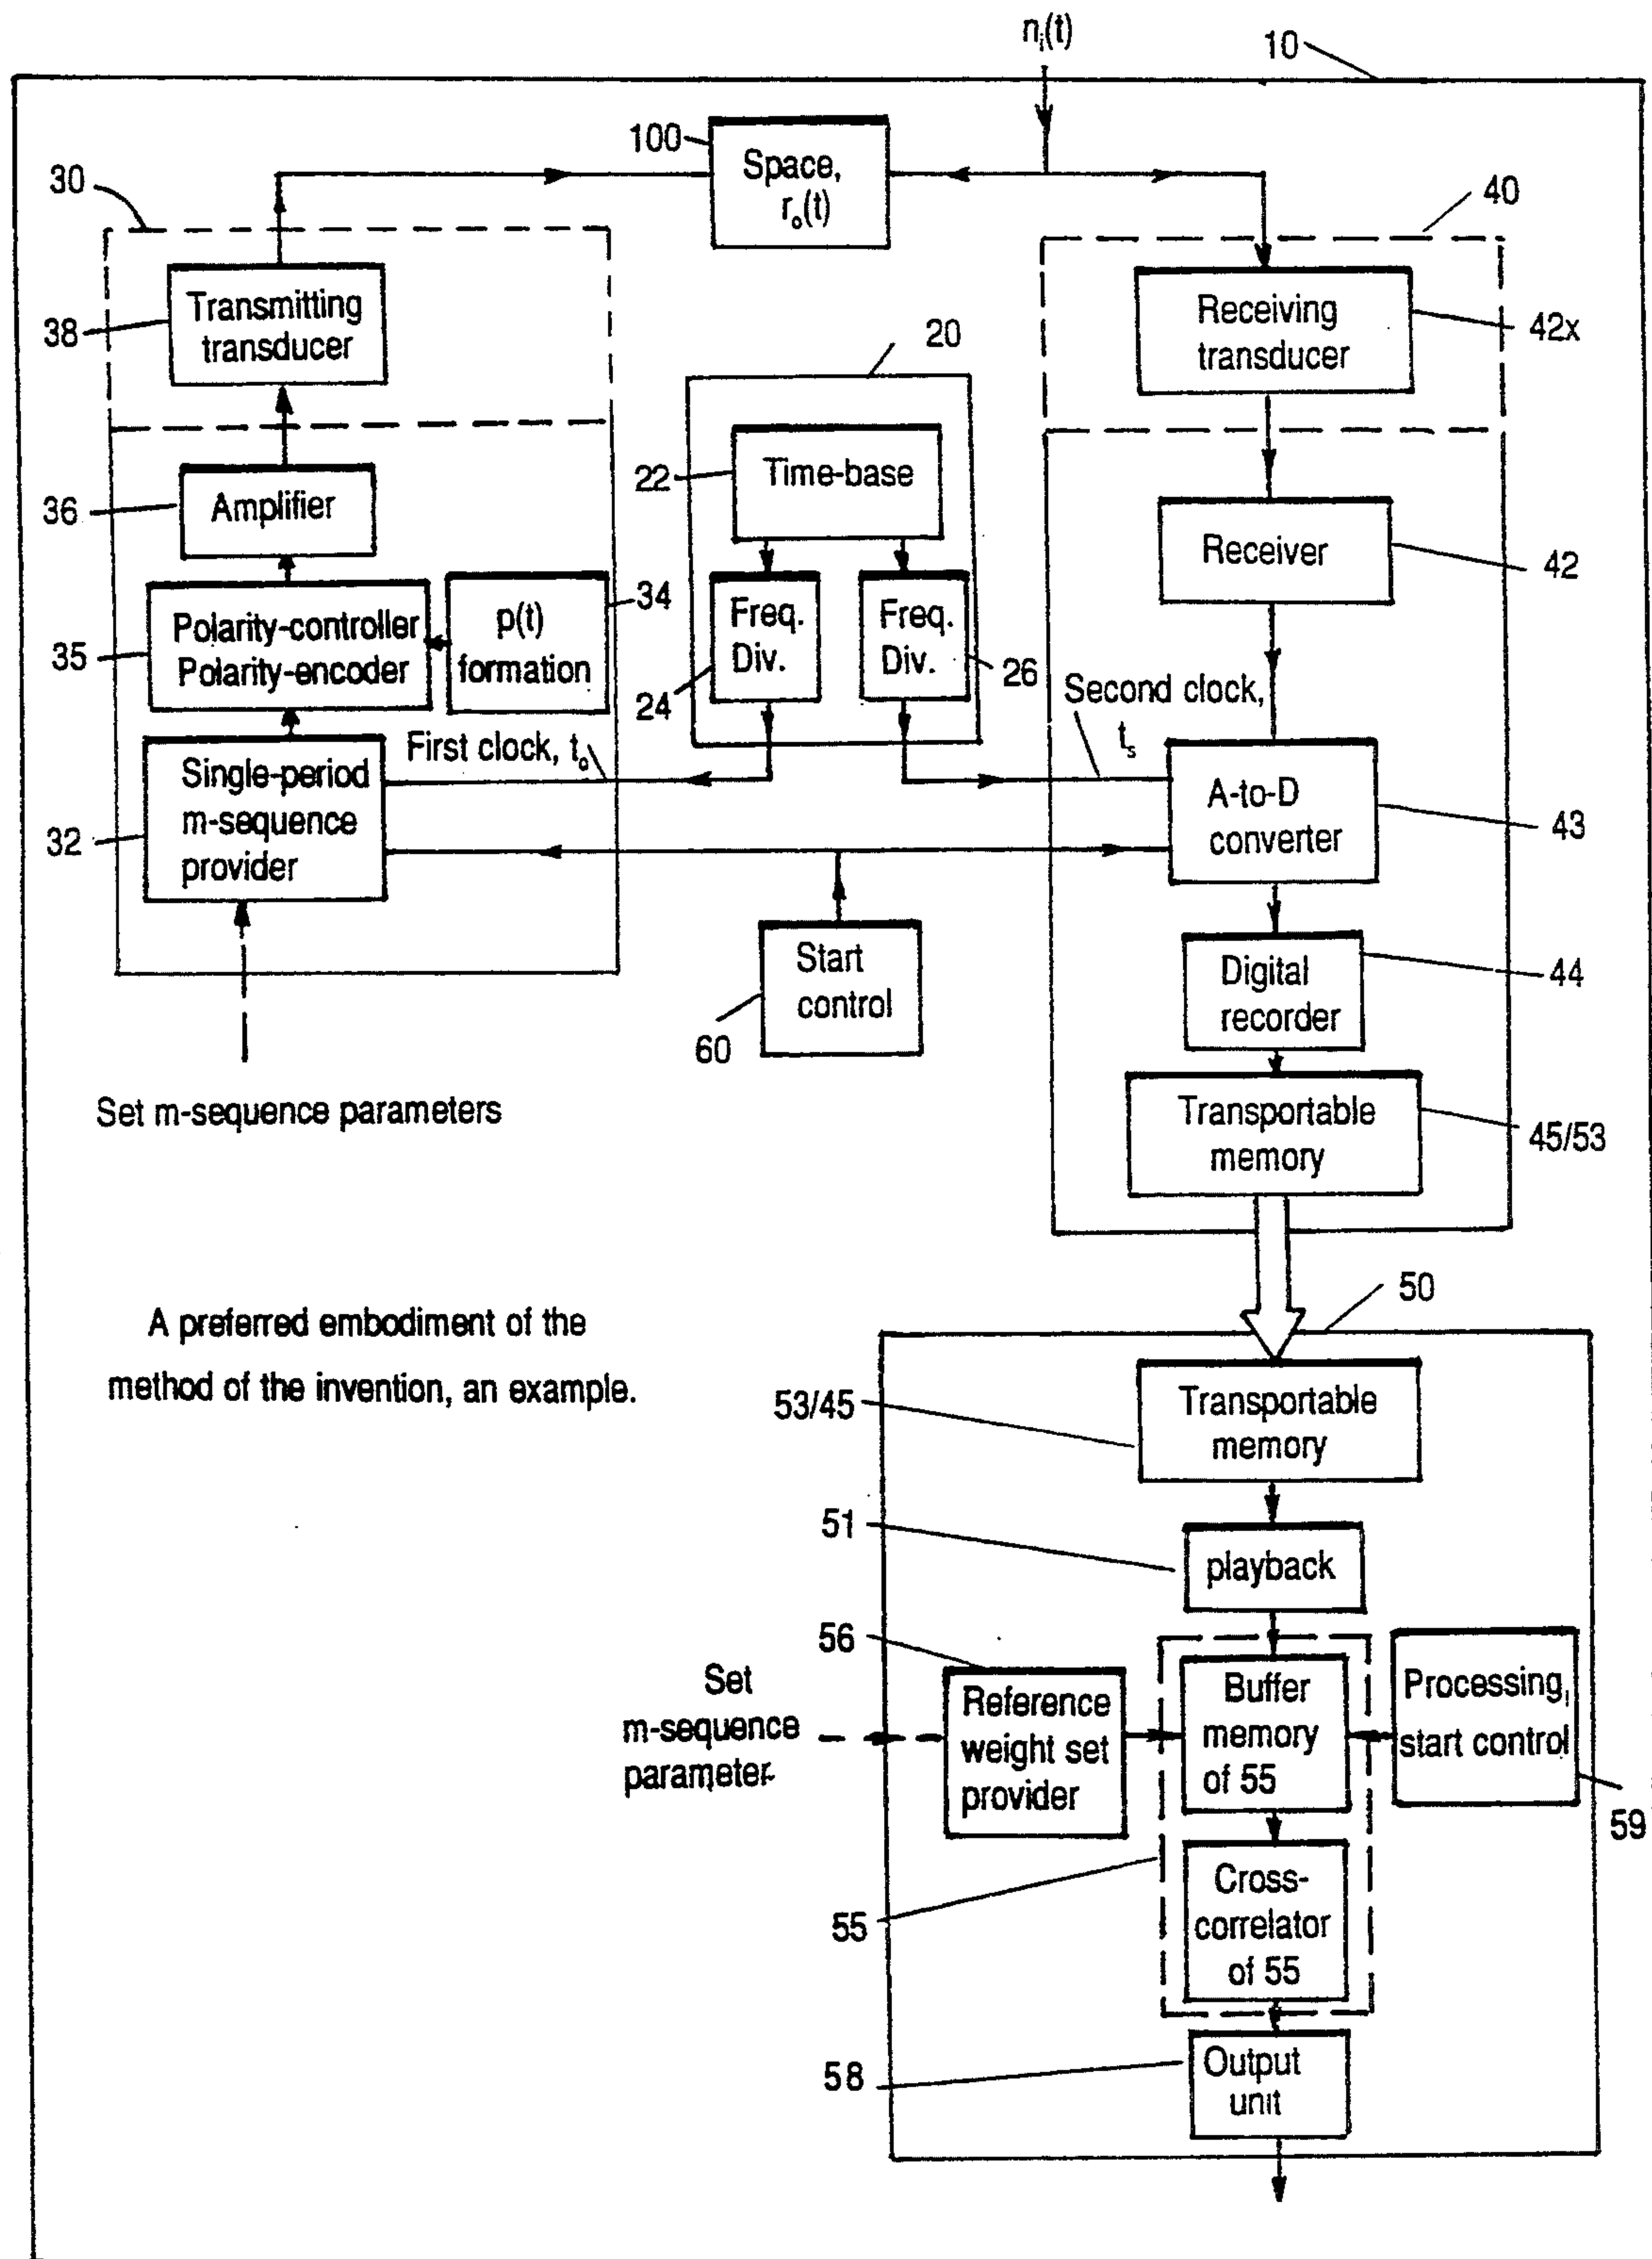 n_i(t)
10
100
Space,
r_o(t)
30
40
Transmitting
transducer
38
Receiving
transducer
42x
20
22
Time-base
36
Amplifier
Receiver
42
35
Polarity-controller
Polarity-encoder
p(t)
formation
34
Freq.
Div.
24
Freq.
Div.
26
Second clock,
t_s
First clock, t_o
32
Single-period
m-sequence
provider
A-to-D
converter
43
Start
control
60
Digital
recorder
44
Set m-sequence parameters
Transportable
memory
45/53
50
A preferred embodiment of the
method of the invention, an example.
53/45
Transportable
memory
51
playback
56
Set
m-sequence
parameter
Reference
weight set
provider
Buffer
memory
of 55
Processing,
start control
59
55
Cross-
correlator
of 55
58
Output
unit